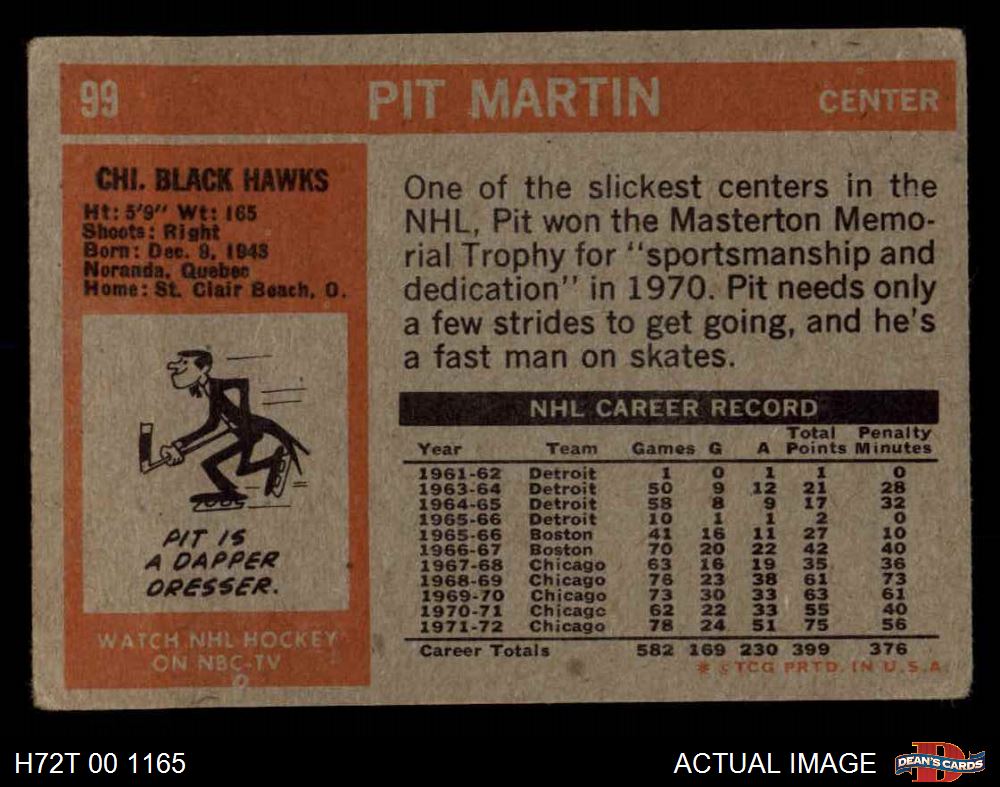 99 PIT MARTIN CENTER
CHI. BLACK HAWKS
Ht: 5'9" Wt: 165
Shoots: Right
Born: Dec. 9, 1943
Noranda, Quebec
Home: St. Clair Beach, O.
PIT IS
A DAPPER
DRESSER.
WATCH NHL HOCKEY
ON NBC-TV
One of the slickest centers in the
NHL, Pit won the Masterton Memo-
rial Trophy for "sportsmanship and
dedication" in 1970. Pit needs only
a few strides to get going, and he's
a fast man on skates.
NHL CAREER RECORD
Total Penalty
Year Team Games G A Points Minutes
1961-62 Detroit 1 0 1 1 0
1963-64 Detroit 50 9 12 21 28
1964-65 Detroit 58 8 9 17 32
1965-66 Detroit 10 1 1 2 0
1965-66 Boston 41 16 11 27 10
1966-67 Boston 70 20 22 42 40
1967-68 Chicago 63 16 19 35 36
1968-69 Chicago 76 23 38 61 73
1969-70 Chicago 73 30 33 63 61
1970-71 Chicago 62 22 33 55 40
1971-72 Chicago 78 24 51 75 56
Career Totals 582 169 230 399 376
* © TCG PRTD. IN U.S.A.
H72T 00 1165 ACTUAL IMAGE DEAN'S CARDS